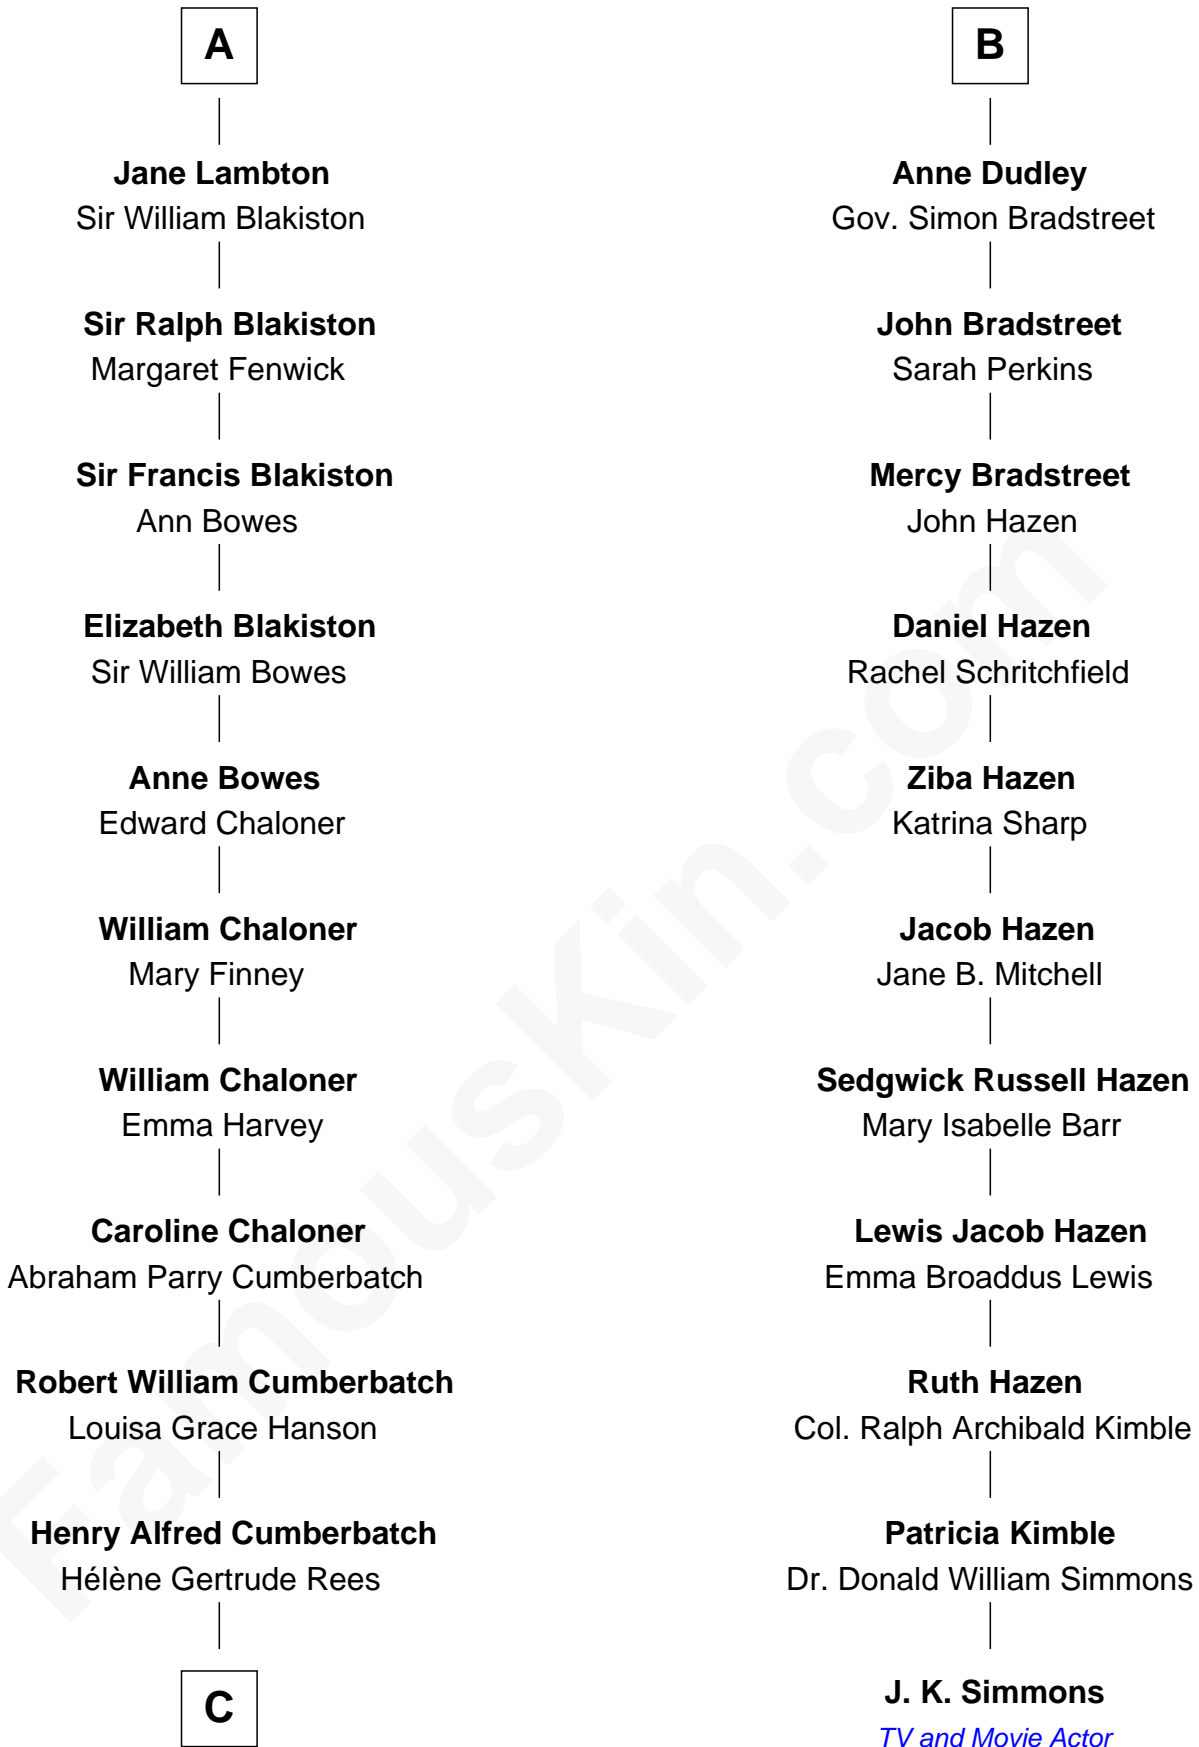 A
Jane Lambton
Sir William Blakiston
Sir Ralph Blakiston
Margaret Fenwick
Sir Francis Blakiston
Ann Bowes
Elizabeth Blakiston
Sir William Bowes
Anne Bowes
Edward Chaloner
William Chaloner
Mary Finney
William Chaloner
Emma Harvey
Caroline Chaloner
Abraham Parry Cumberbatch
Robert William Cumberbatch
Louisa Grace Hanson
Henry Alfred Cumberbatch
Hélène Gertrude Rees
C
B
Anne Dudley
Gov. Simon Bradstreet
John Bradstreet
Sarah Perkins
Mercy Bradstreet
John Hazen
Daniel Hazen
Rachel Schritchfield
Ziba Hazen
Katrina Sharp
Jacob Hazen
Jane B. Mitchell
Sedgwick Russell Hazen
Mary Isabelle Barr
Lewis Jacob Hazen
Emma Broaddus Lewis
Ruth Hazen
Col. Ralph Archibald Kimble
Patricia Kimble
Dr. Donald William Simmons
J. K. Simmons
TV and Movie Actor
FamousKin.com